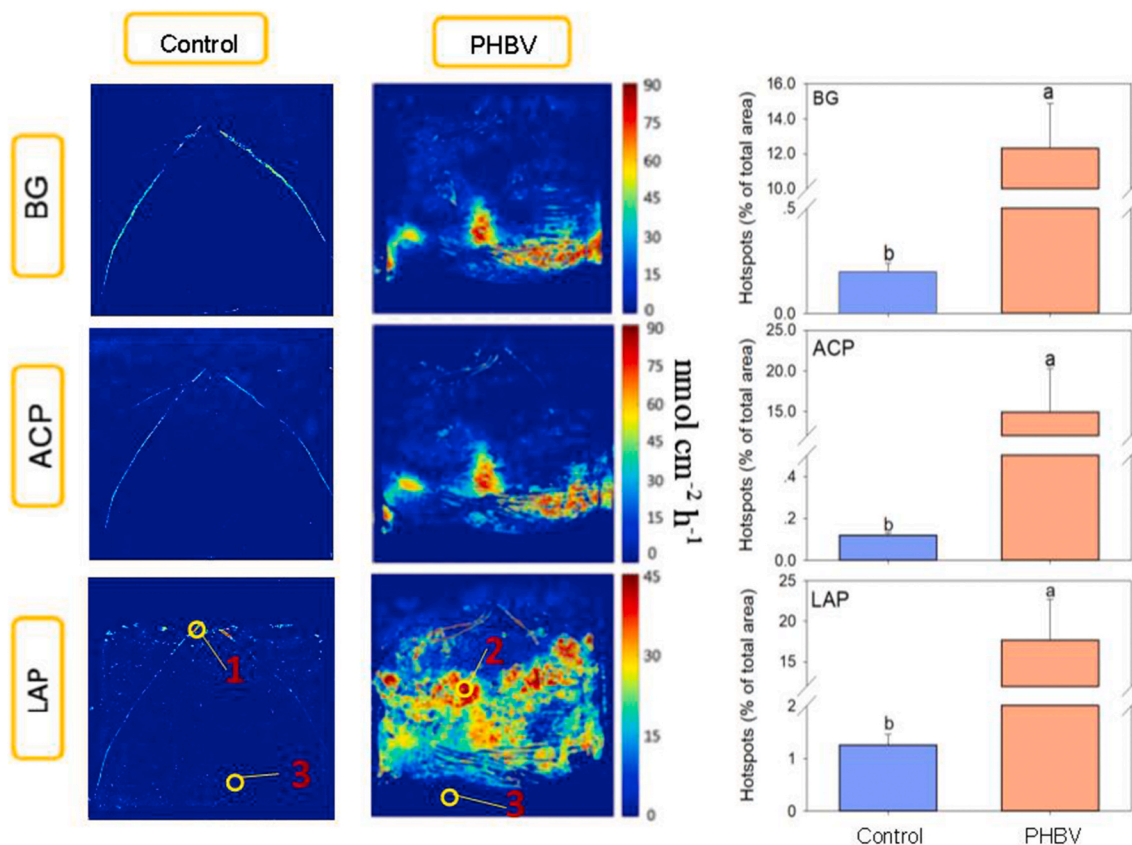 Control
PHBV
BG
90
75
60
45
30
15
0
BG
16.0
14.0
12.0
10.0
.5
0.0
Hotspots (% of total area)
b
a
ACP
90
75
60
45
30
15
0
nmol cm⁻² h⁻¹
ACP
25.0
20.0
15.0
.4
.2
0.0
Hotspots (% of total area)
b
a
LAP
1
3
2
3
45
30
15
0
LAP
25
20
15
2
1
0
Hotspots (% of total area)
b
a
Control
PHBV